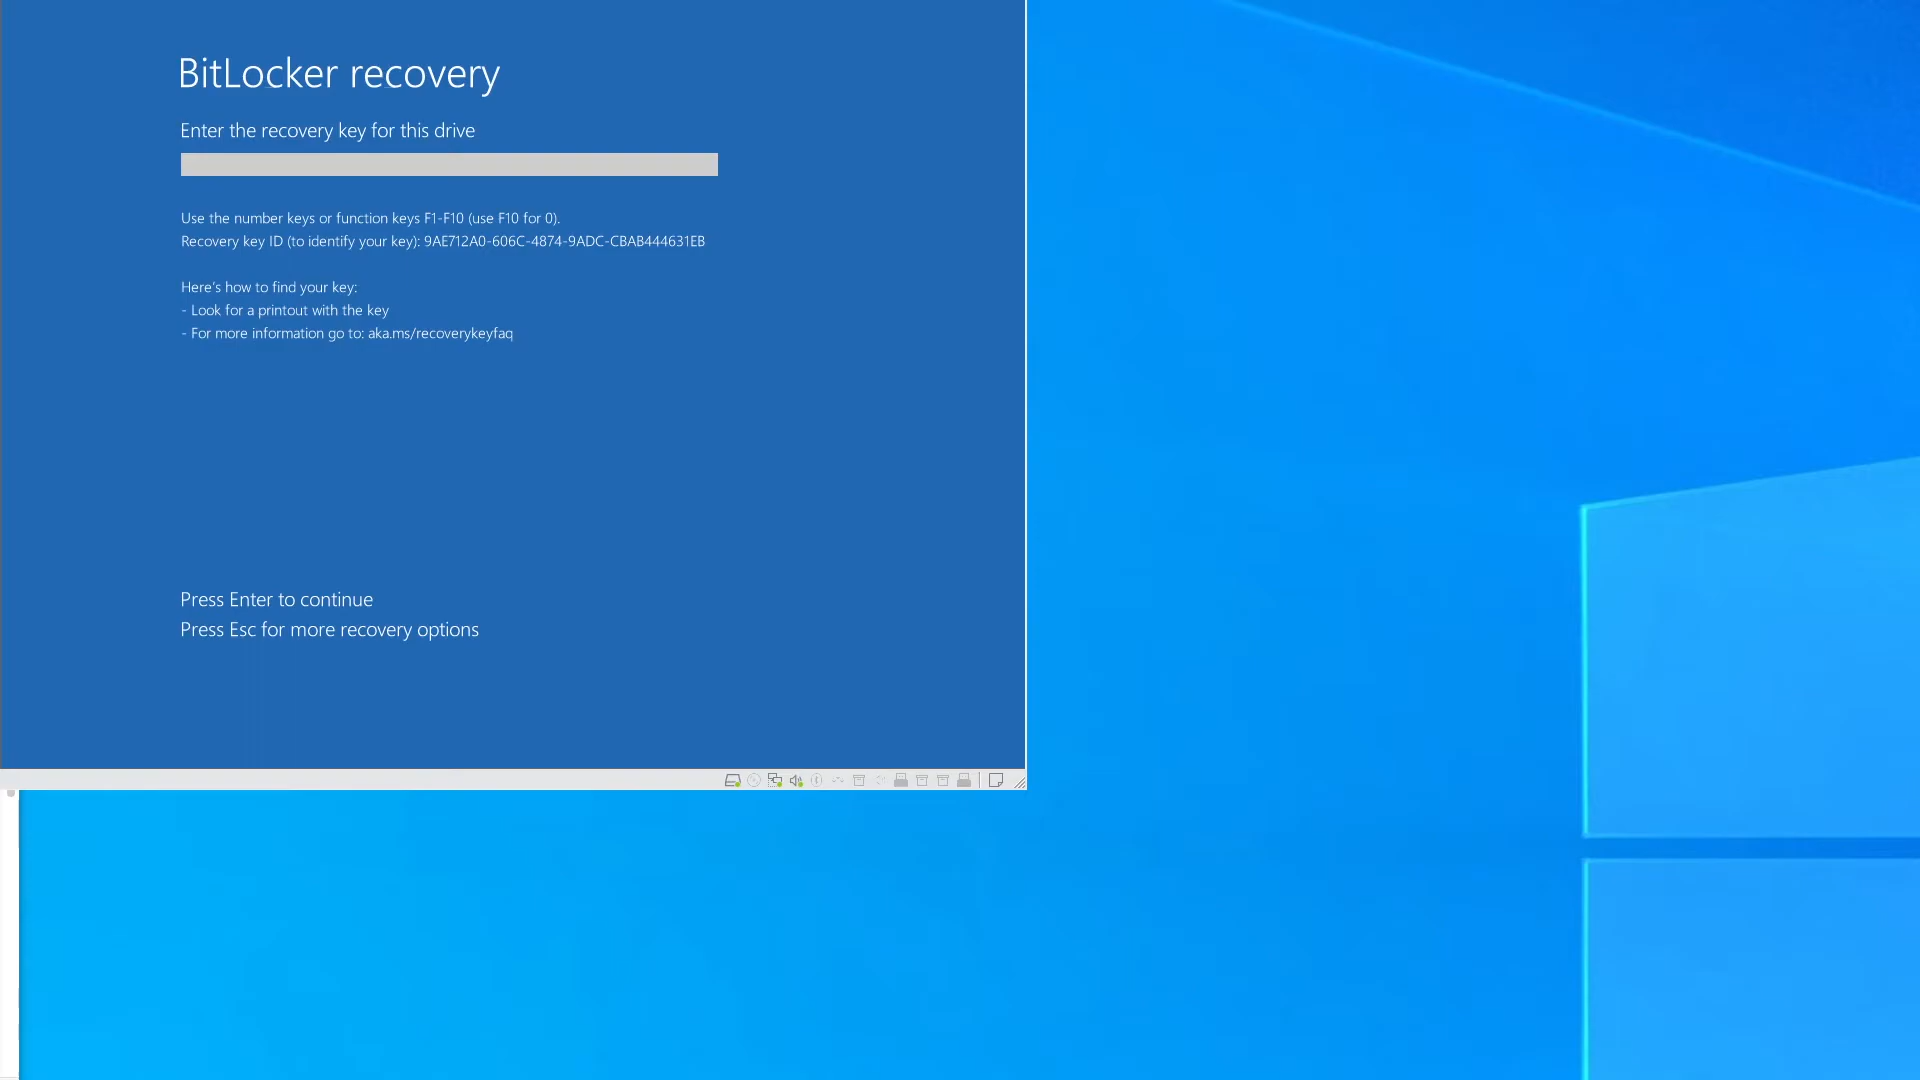 BitLocker recovery
Enter the recovery key for this drive
Use the number keys or function keys F1-F10 (use F10 for 0).
Recovery key ID (to identify your key): 9AE712A0-606C-4874-9ADC-CBAB444631EB
Here's how to find your key:
- Look for a printout with the key
- For more information go to: aka.ms/recoverykeyfaq
Press Enter to continue
Press Esc for more recovery options